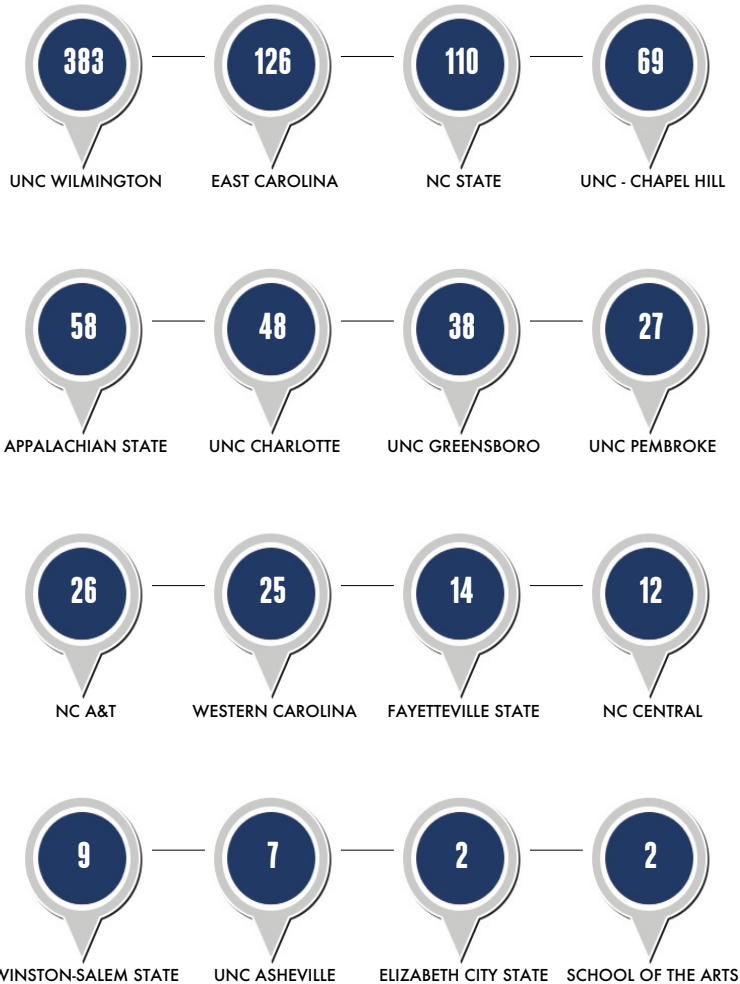 383 126 110 69
UNC WILMINGTON EAST CAROLINA NC STATE UNC - CHAPEL HILL
58 48 38 27
APPALACHIAN STATE UNC CHARLOTTE UNC GREENSBORO UNC PEMBROKE
26 25 14 12
NC A&T WESTERN CAROLINA FAYETTEVILLE STATE NC CENTRAL
9 7 2 2
WINSTON-SALEM STATE UNC ASHEVILLE ELIZABETH CITY STATE SCHOOL OF THE ARTS